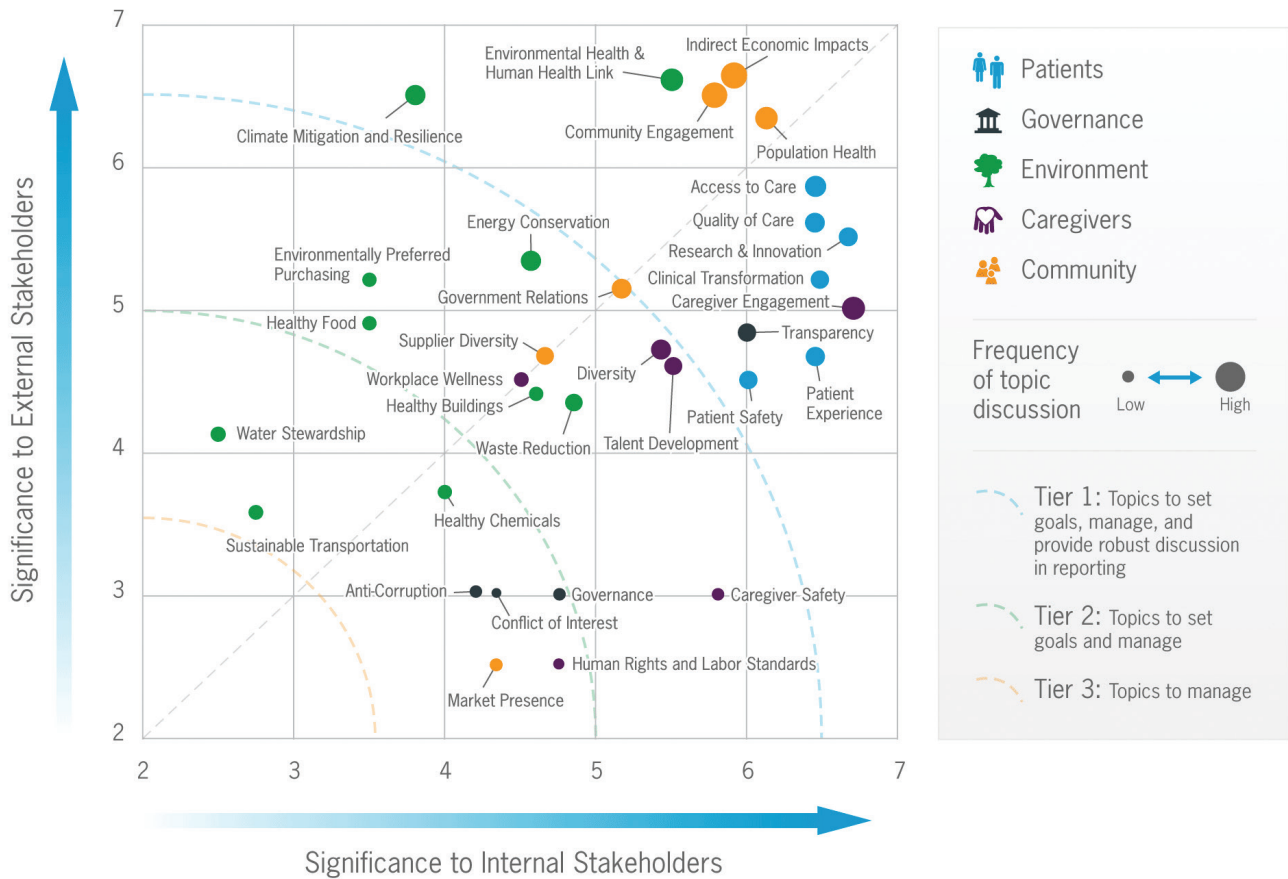 7
6
5
4
3
2
2
3
4
5
6
7
Significance to External Stakeholders
Significance to Internal Stakeholders
Environmental Health &
Human Health Link
Indirect Economic Impacts
Climate Mitigation and Resilience
Community Engagement
Population Health
Access to Care
Quality of Care
Energy Conservation
Research & Innovation
Environmentally Preferred
Purchasing
Clinical Transformation
Government Relations
Caregiver Engagement
Healthy Food
Transparency
Supplier Diversity
Workplace Wellness
Diversity
Healthy Buildings
Patient
Experience
Patient Safety
Water Stewardship
Waste Reduction
Talent Development
Healthy Chemicals
Sustainable Transportation
Anti-Corruption
Governance
Caregiver Safety
Conflict of Interest
Human Rights and Labor Standards
Market Presence
Patients
Governance
Environment
Caregivers
Community
Frequency
of topic
discussion
Low
High
Tier 1: Topics to set
goals, manage, and
provide robust discussion
in reporting
Tier 2: Topics to set
goals and manage
Tier 3: Topics to manage